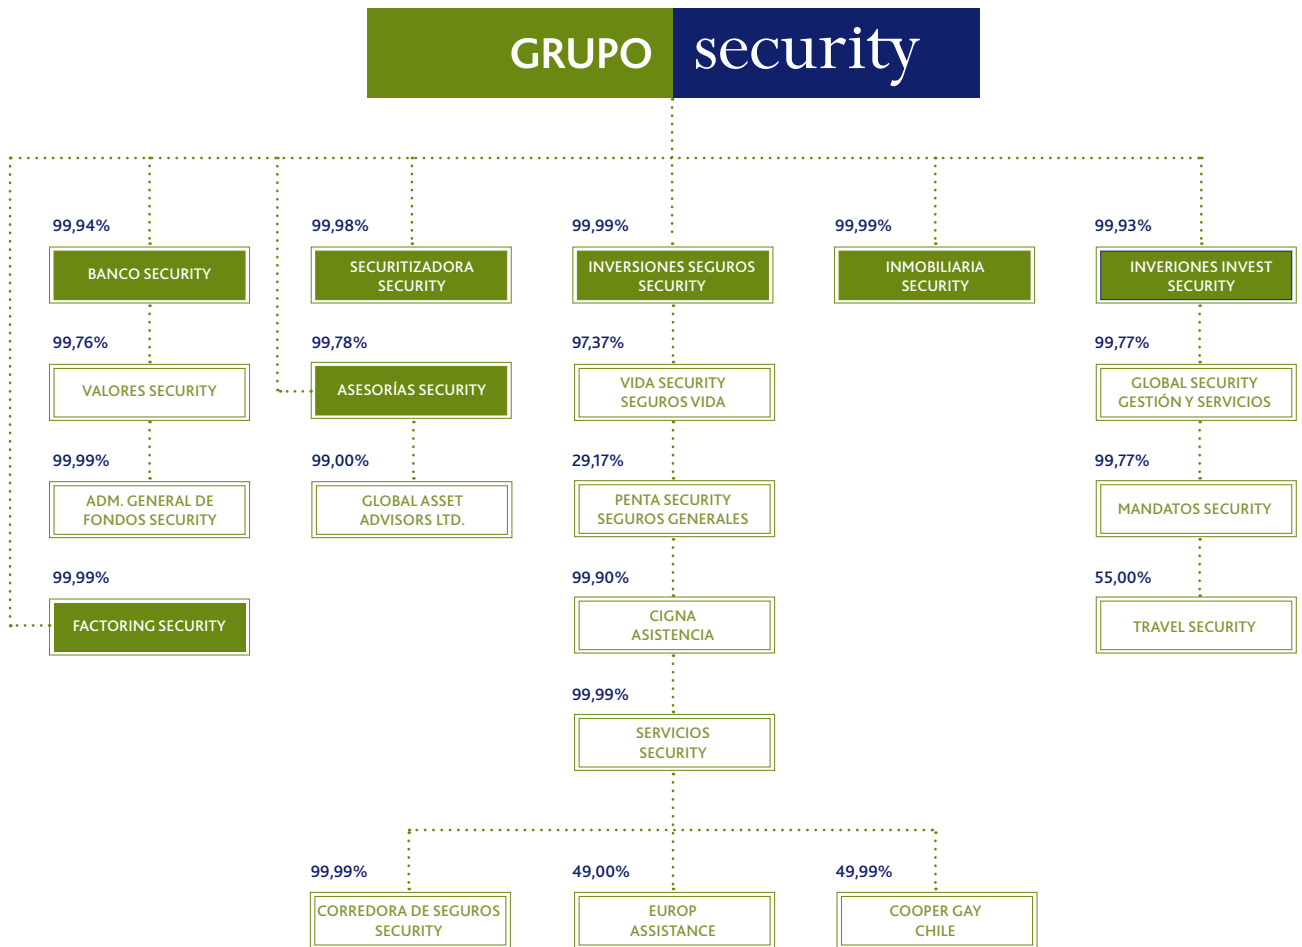 GRUPO security
99,94%
BANCO SECURITY
99,76%
VALORES SECURITY
99,99%
ADM. GENERAL DE
FONDOS SECURITY
99,99%
FACTORING SECURITY
99,98%
SECURITIZADORA
SECURITY
99,78%
ASESORÍAS SECURITY
99,00%
GLOBAL ASSET
ADVISORS LTD.
99,99%
INVERSIONES SEGUROS
SECURITY
97,37%
VIDA SECURITY
SEGUROS VIDA
29,17%
PENTA SECURITY
SEGUROS GENERALES
99,90%
CIGNA
ASISTENCIA
99,99%
SERVICIOS
SECURITY
99,99%
CORREDORA DE SEGUROS
SECURITY
49,00%
EUROP
ASSISTANCE
49,99%
COOPER GAY
CHILE
99,99%
INMOBILIARIA
SECURITY
99,93%
INVERIONES INVEST
SECURITY
99,77%
GLOBAL SECURITY
GESTIÓN Y SERVICIOS
99,77%
MANDATOS SECURITY
55,00%
TRAVEL SECURITY